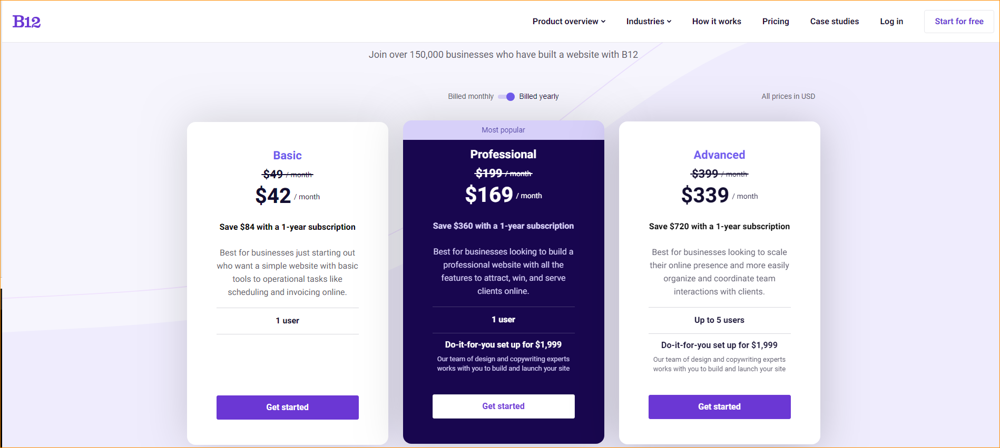 B12
Product overview Industries How it works Pricing Case studies Log in Start for free
Join over 150,000 businesses who have built a website with B12
Billed monthly Billed yearly
All prices in USD
Basic
$49 / month
$42 / month
Save $84 with a 1-year subscription
Best for businesses just starting out
who want a simple website with basic
tools to operational tasks like
scheduling and invoicing online.
1 user
Get started
Most popular
Professional
$199 / month
$169 / month
Save $360 with a 1-year subscription
Best for businesses looking to build a
professional website with all the
features to attract, win, and serve
clients online.
1 user
Do-it-for-you set up for $1,999
Our team of design and copywriting experts
works with you to build and launch your site
Get started
Advanced
$399 / month
$339 / month
Save $720 with a 1-year subscription
Best for businesses looking to scale
their online presence and more easily
organize and coordinate team
interactions with clients.
Up to 5 users
Do-it-for-you set up for $1,999
Our team of design and copywriting experts
works with you to build and launch your site
Get started